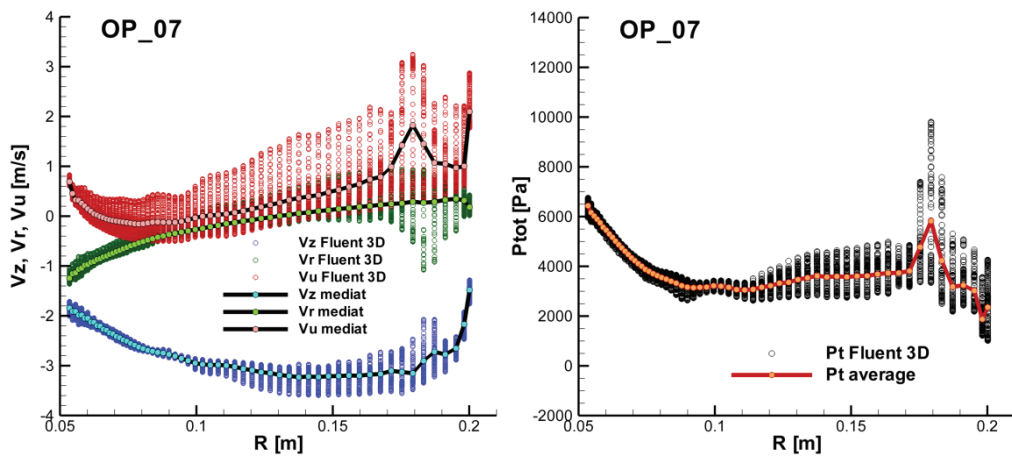 OP_07
4
3
2
1
0
-1
-2
-3
-4
Vz, Vr, Vu [m/s]
Vz Fluent 3D
Vr Fluent 3D
Vu Fluent 3D
Vz mediat
Vr mediat
Vu mediat
0.05
0.1
0.15
0.2
R [m]
OP_07
14000
12000
10000
8000
6000
4000
2000
0
-2000
Ptot [Pa]
Pt Fluent 3D
Pt average
0.05
0.1
0.15
0.2
R [m]